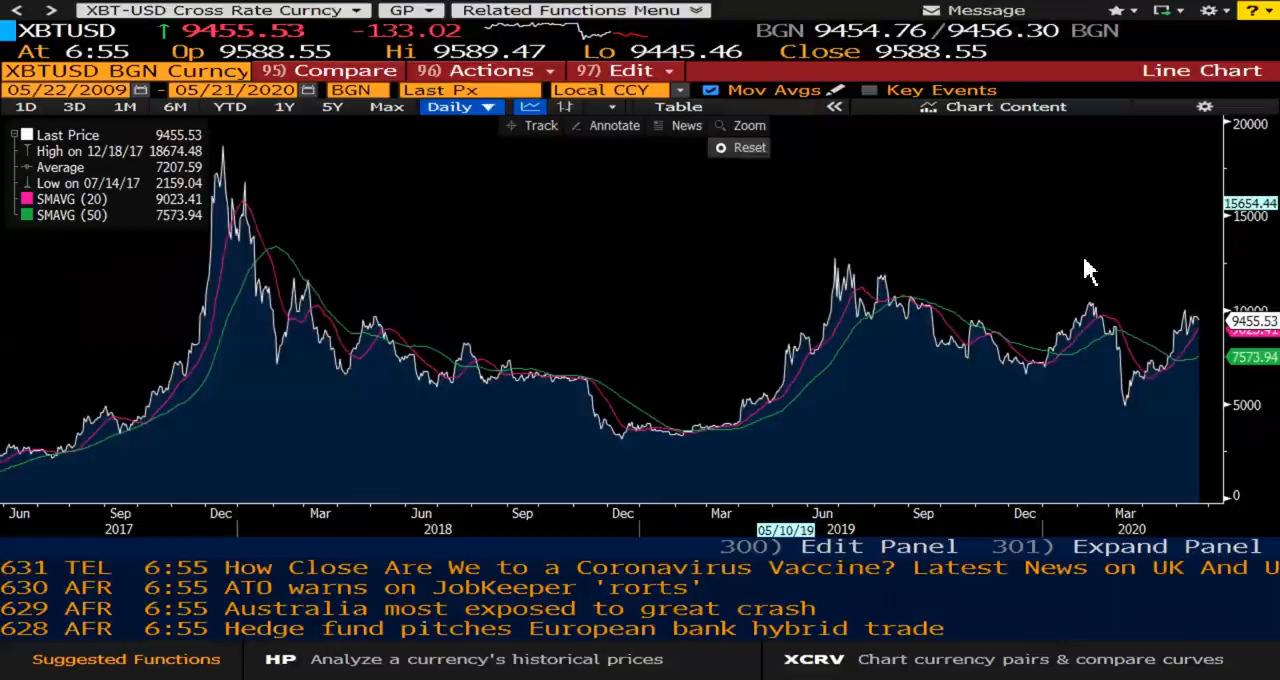 < > XBT-USD Cross Rate Curncy GP Related Functions Menu Message ?
XBTUSD ↑ 9455.53 -133.02 BGN 9454.76/9456.30 BGN
At 6:55 Op 9588.55 Hi 9589.47 Lo 9445.46 Close 9588.55
XBTUSD BGN Curncy 95) Compare 96) Actions 97) Edit Line Chart
05/22/2009 - 05/21/2020 BGN Last Px Local CCY Mov Avgs Key Events
1D 3D 1M 6M YTD 1Y 5Y Max Daily Table « Chart Content
Track Annotate News Zoom
Reset
Last Price 9455.53
High on 12/18/17 18674.48
Average 7207.59
Low on 07/14/17 2159.04
SMAVG (20) 9023.41
SMAVG (50) 7573.94
20000
15654.44
15000
9455.53
9023.41
7573.94
5000
0
Jun Sep Dec Mar Jun Sep Dec Mar Jun Sep Dec Mar
2017 2018 05/10/19 2019 2020
300) Edit Panel 301) Expand Panel
631 TEL 6:55 How Close Are We to a Coronavirus Vaccine? Latest News on UK And U
630 AFR 6:55 ATO warns on JobKeeper 'rorts'
629 AFR 6:55 Australia most exposed to great crash
628 AFR 6:55 Hedge fund pitches European bank hybrid trade
Suggested Functions HP Analyze a currency's historical prices XCRV Chart currency pairs & compare curves